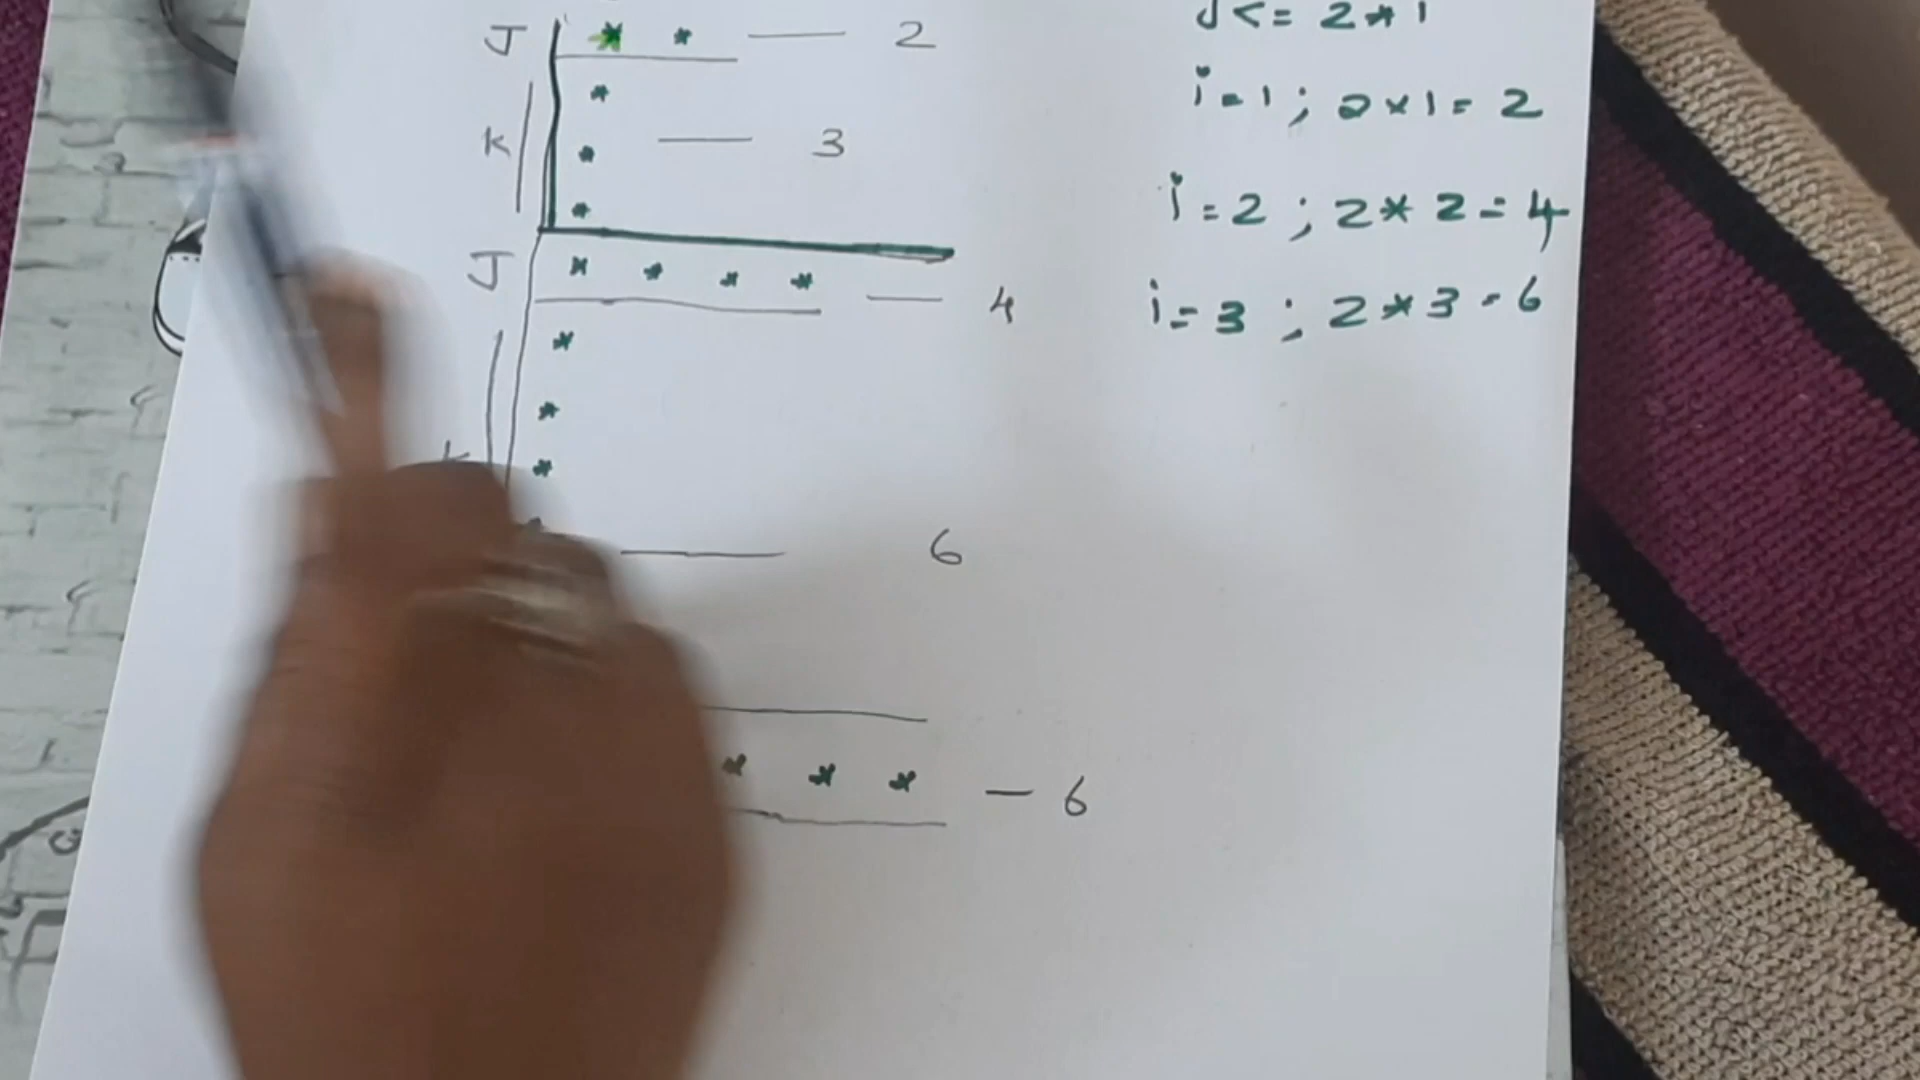 J * * — 2
*
K * — 3
*
J * * * * — 4
*
*
*
— 6
* * * — 6
J <= 2 * i
i = 1 ; 2 * 1 = 2
i = 2 ; 2 * 2 = 4
i = 3 ; 2 * 3 = 6